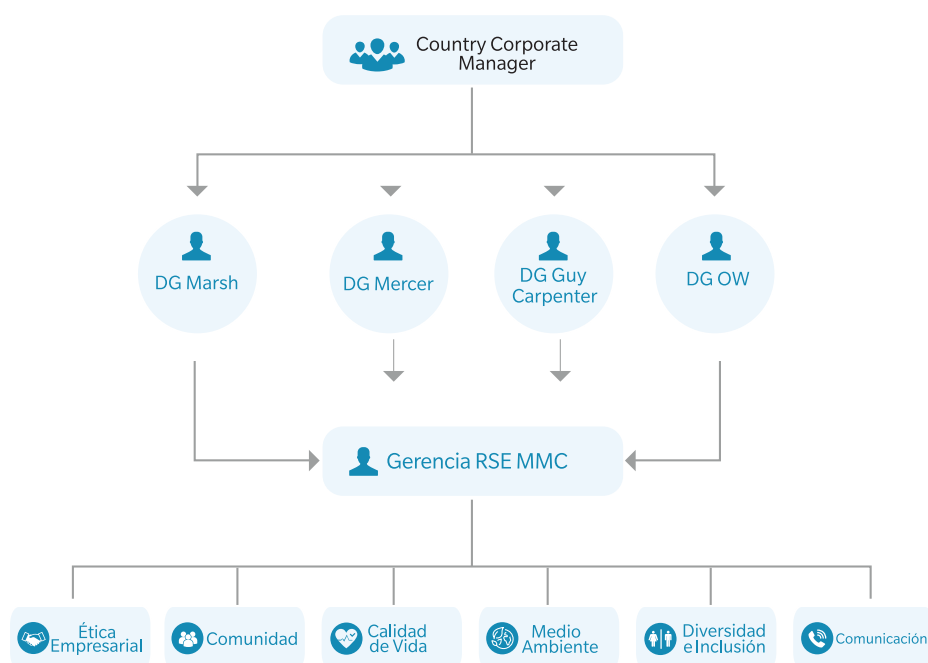 Country Corporate
Manager
DG Marsh
DG Mercer
DG Guy
Carpenter
DG OW
Gerencia RSE MMC
Ética
Empresarial
Comunidad
Calidad
de Vida
Medio
Ambiente
Diversidad
e Inclusión
Comunicación